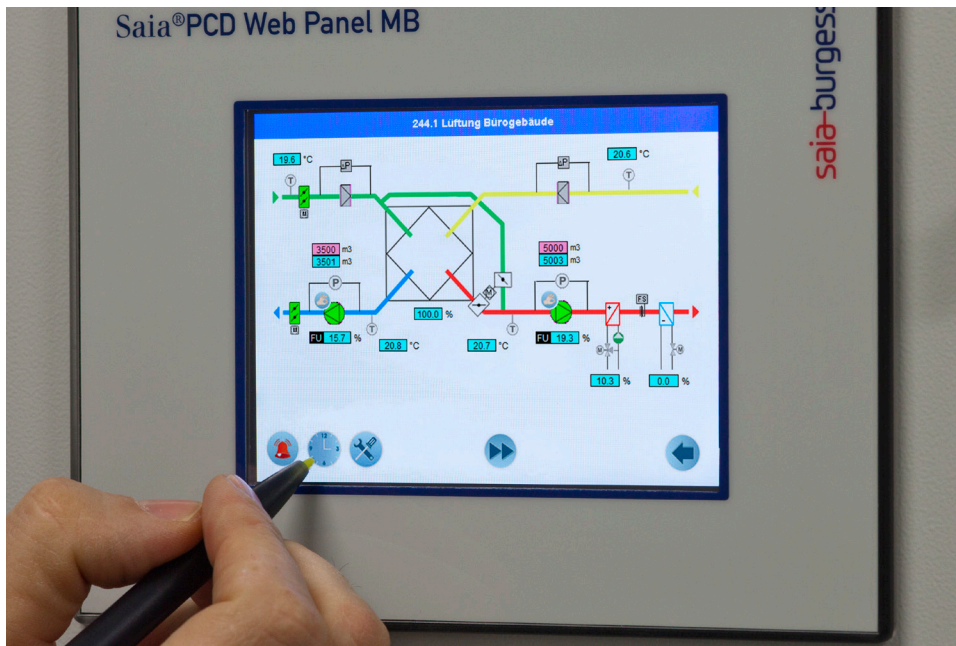 Saia®PCD Web Panel MB
saia-burgess
244.1 Lüftung Bürogebäude
19.6 °C
20.6 °C
T
T
3500 m3
3501 m3
5000 m3
5003 m3
P
P
M
FS
100.0 %
T
T
FU 15.7 %
20.8 °C
20.7 °C
FU 19.3 %
M
M
10.3 %
0.0 %
12
3